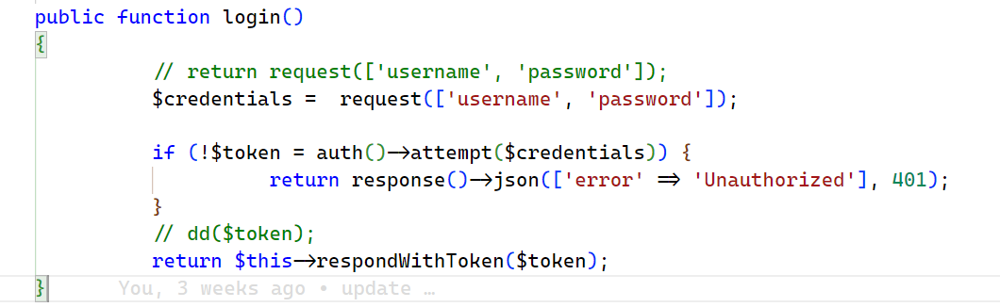 public function login()
{
// return request(['username', 'password']);
$credentials =  request(['username', 'password']);
if (!$token = auth()->attempt($credentials)) {
return response()->json(['error' => 'Unauthorized'], 401);
}
// dd($token);
return $this->respondWithToken($token);
} You, 3 weeks ago • update …